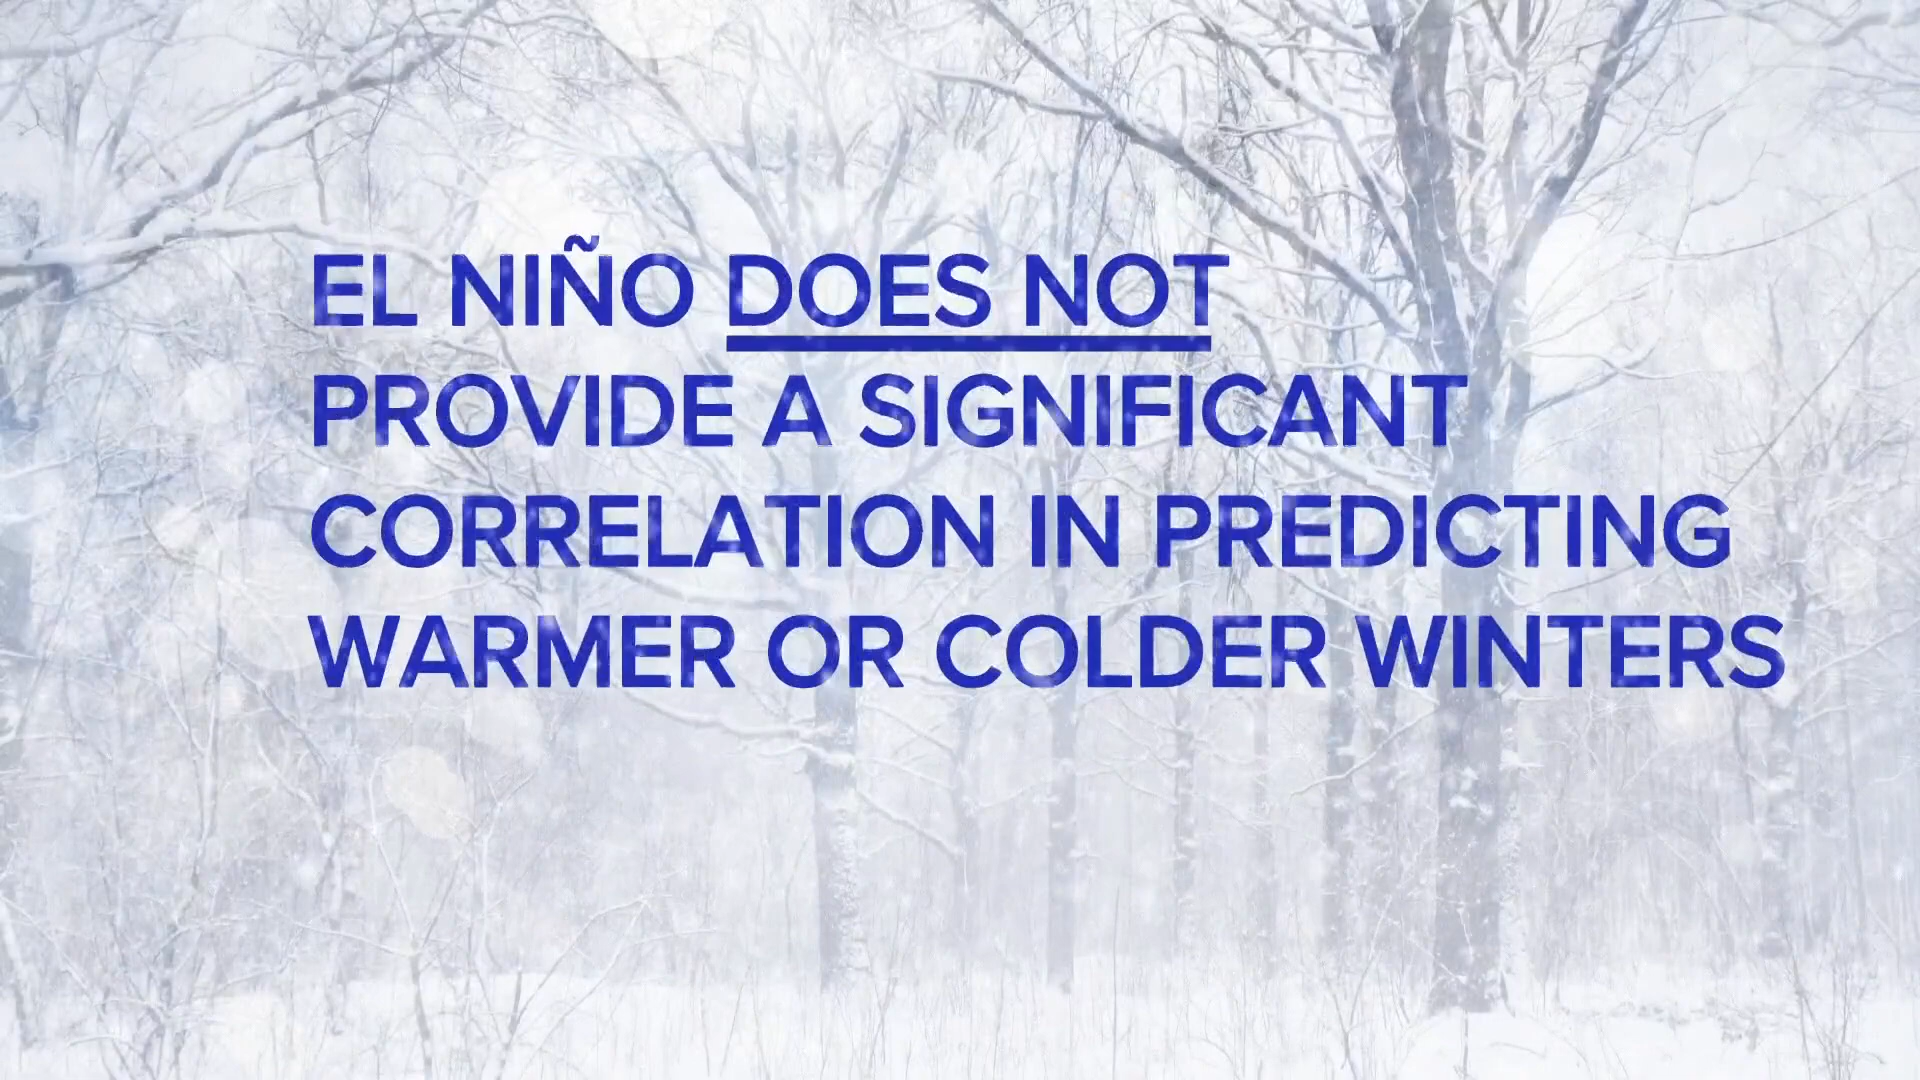 EL NIÑO DOES NOT
PROVIDE A SIGNIFICANT
CORRELATION IN PREDICTING
WARMER OR COLDER WINTERS